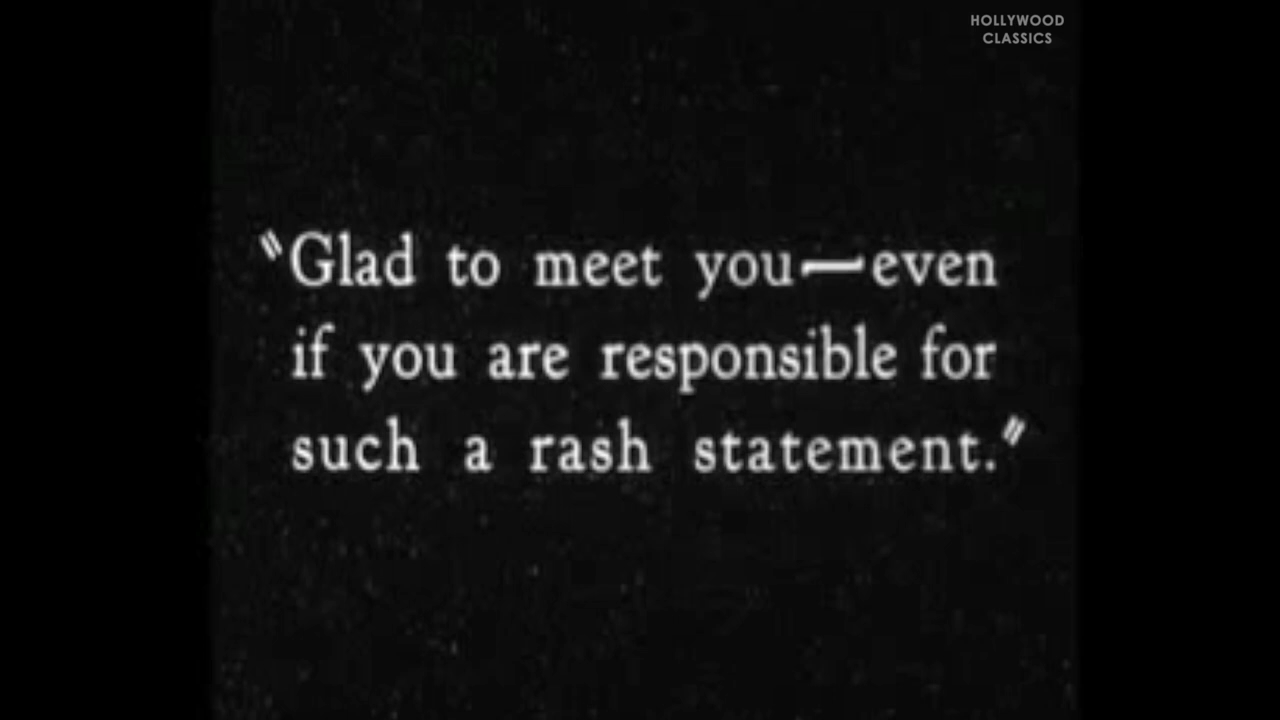 HOLLYWOOD
CLASSICS
"Glad to meet you—even
if you are responsible for
such a rash statement."